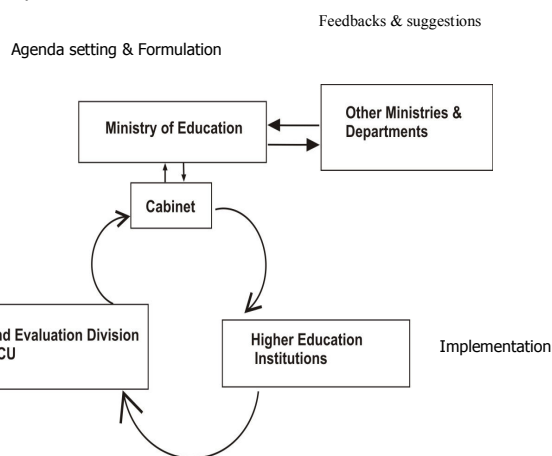 Feedbacks & suggestions
Agenda setting & Formulation
Ministry of Education
Other Ministries &
Departments
Cabinet
nd Evaluation Division
CU
Higher Education
Institutions
Implementation